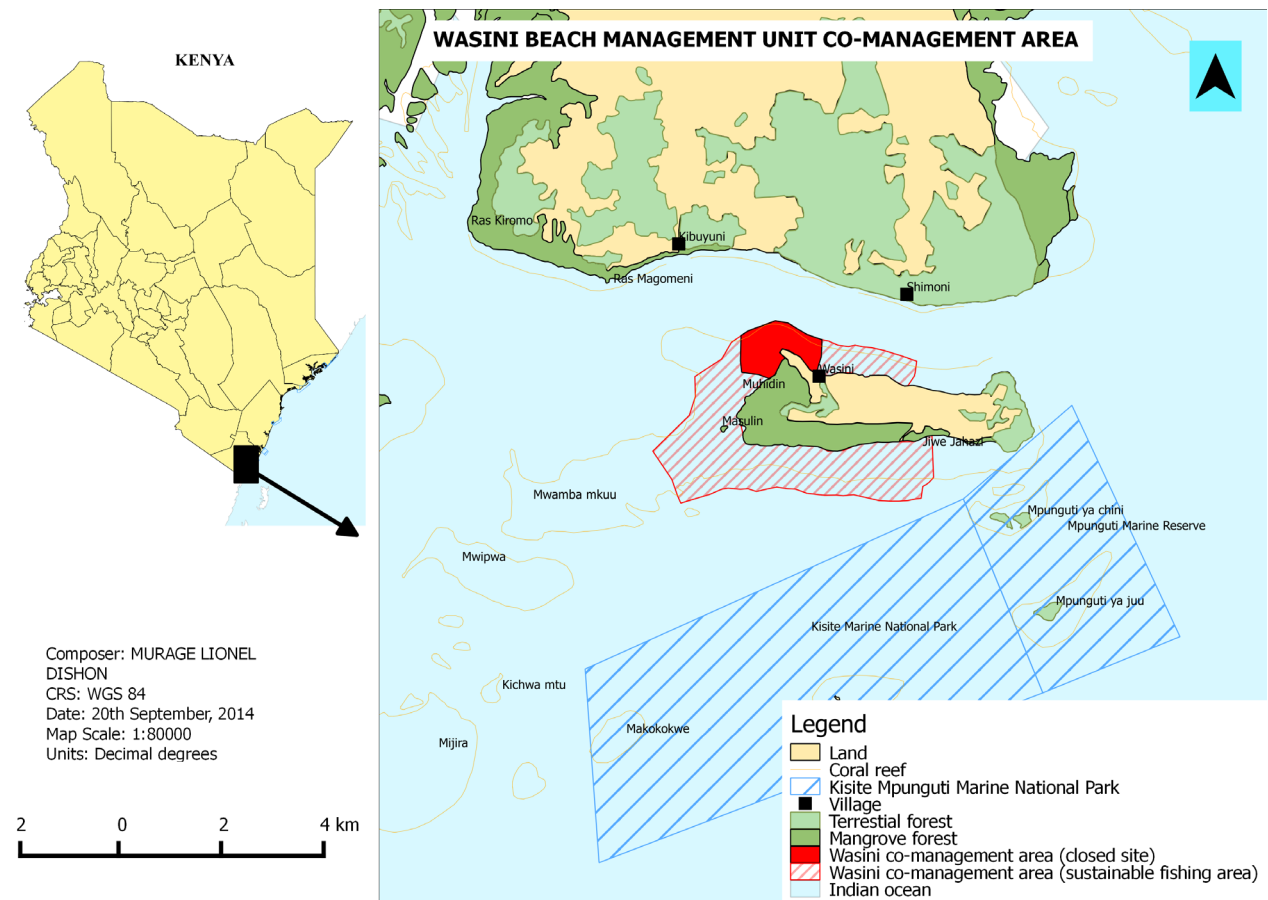 WASINI BEACH MANAGEMENT UNIT CO-MANAGEMENT AREA
KENYA
Ras Kiromo
Kibuyuni
Ras Magomeni
Shimoni
Wasini
Muhidin
Masulin
Jiwe Jahazi
Mwamba mkuu
Mpunguti ya chini
Mpunguti Marine Reserve
Mwipwa
Mpunguti ya juu
Kisite Marine National Park
Kichwa mtu
Makokokwe
Mijira
Composer: MURAGE LIONEL
DISHON
CRS: WGS 84
Date: 20th September, 2014
Map Scale: 1:80000
Units: Decimal degrees
2 0 2 4 km
Legend
Land
Coral reef
Kisite Mpunguti Marine National Park
Village
Terrestial forest
Mangrove forest
Wasini co-management area (closed site)
Wasini co-management area (sustainable fishing area)
Indian ocean